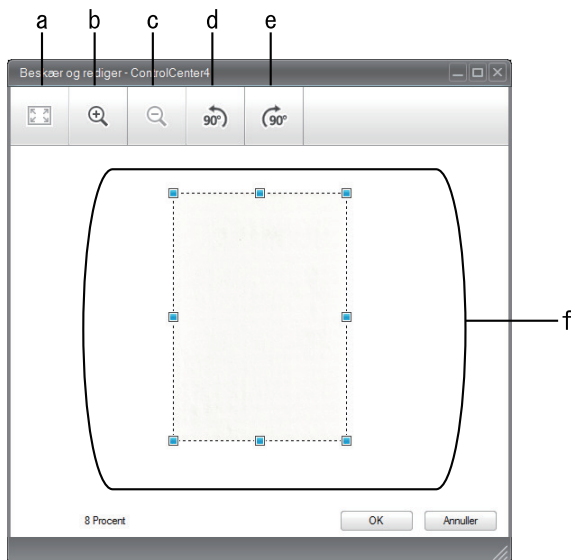 a b c d e
Beskær og rediger - ControlCenter4
90° 90°
f
8 Procent OK Annuller